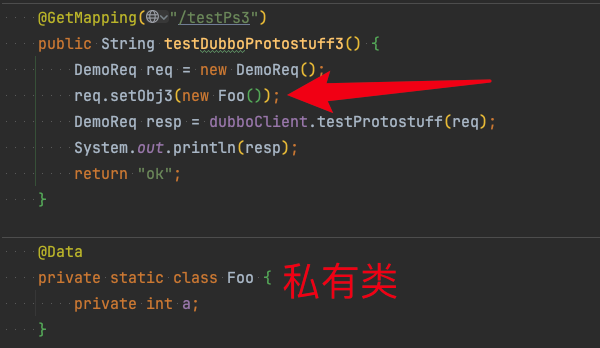 @GetMapping("/testPs3")
public String testDubboProtostuff3() {
DemoReq req = new DemoReq();
req.setObj3(new Foo());
DemoReq resp = dubboClient.testProtostuff(req);
System.out.println(resp);
return "ok";
}
@Data
private static class Foo { 私有类
private int a;
}